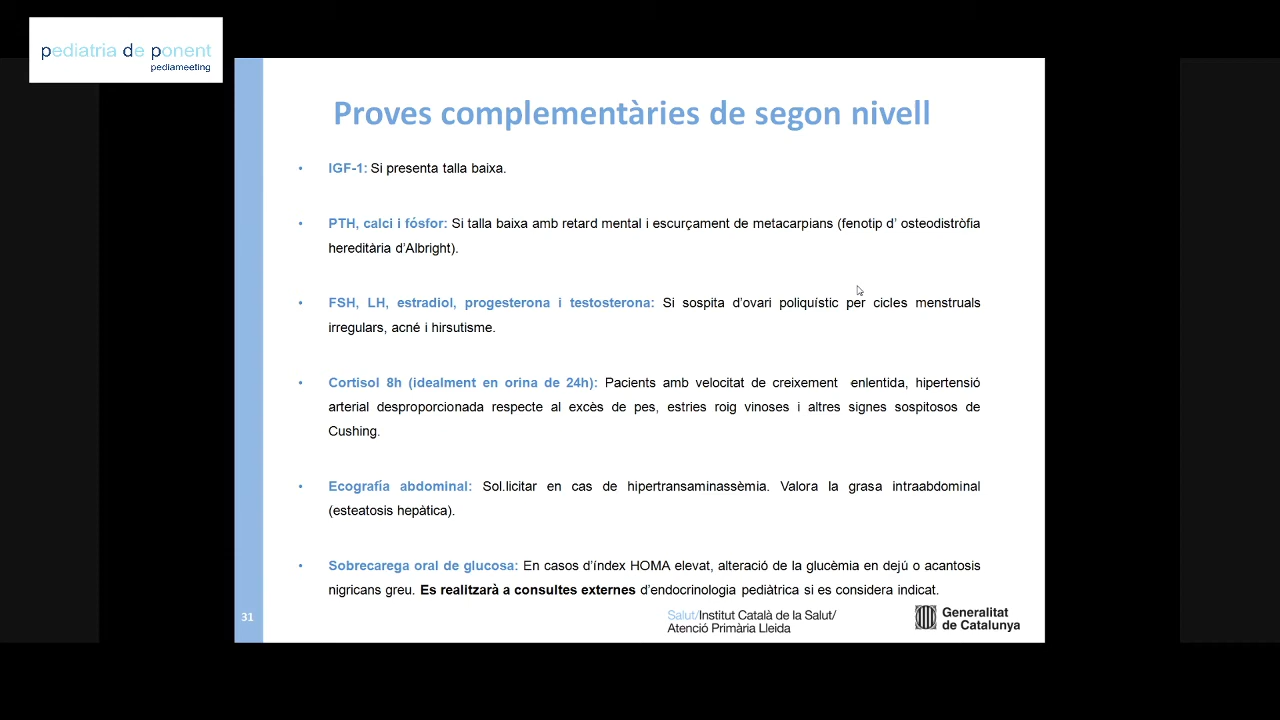 pediatria de ponent
pediameeting
Proves complementàries de segon nivell
• IGF-1: Si presenta talla baixa.
• PTH, calci i fósfor: Si talla baixa amb retard mental i escurçament de metacarpians (fenotip d' osteodistròfia
hereditària d'Albright).
• FSH, LH, estradiol, progesterona i testosterona: Si sospita d'ovari poliquístic per cicles menstruals
irregulars, acné i hirsutisme.
• Cortisol 8h (idealment en orina de 24h): Pacients amb velocitat de creixement enlentida, hipertensió
arterial desproporcionada respecte al excès de pes, estries roig vinoses i altres signes sospitosos de
Cushing.
• Ecografía abdominal: Sol.licitar en cas de hipertransaminassèmia. Valora la grasa intraabdominal
(esteatosis hepàtica).
• Sobrecarega oral de glucosa: En casos d'índex HOMA elevat, alteració de la glucèmia en dejú o acantosis
nigricans greu. Es realitzarà a consultes externes d'endocrinologia pediàtrica si es considera indicat.
31
Salut/Institut Català de la Salut/
Atenció Primària Lleida
Generalitat
de Catalunya